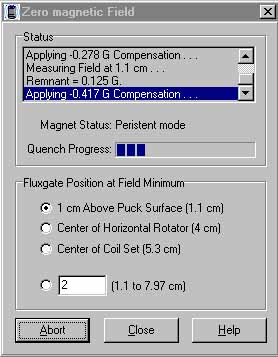 Zero magnetic Field
Status
Applying -0.278 G Compensation . . .
Measuring Field at 1.1 cm . . .
Remnant = 0.125 G.
Applying -0.417 G Compensation . . .
Magnet Status: Peristent mode
Quench Progress:
Fluxgate Position at Field Minimum
1 cm Above Puck Surface (1.1 cm)
Center of Horizontal Rotator (4 cm)
Center of Coil Set (5.3 cm)
2 (1.1 to 7.97 cm)
Abort Close Help